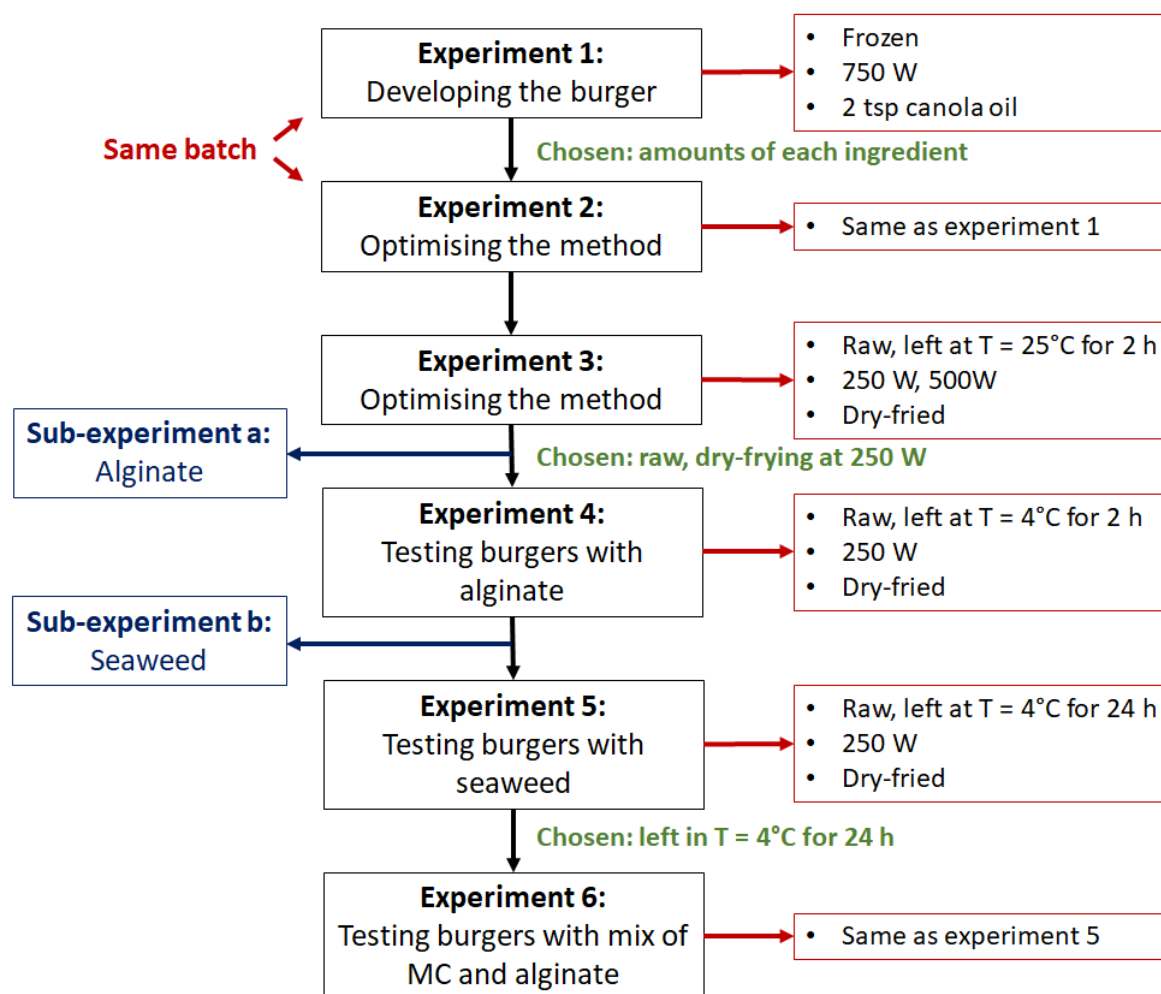 Experiment 1:
Developing the burger
• Frozen
• 750 W
• 2 tsp canola oil
Same batch
Chosen: amounts of each ingredient
Experiment 2:
Optimising the method
• Same as experiment 1
Experiment 3:
Optimising the method
• Raw, left at T = 25°C for 2 h
• 250 W, 500W
• Dry-fried
Sub-experiment a:
Alginate
Chosen: raw, dry-frying at 250 W
Experiment 4:
Testing burgers with
alginate
• Raw, left at T = 4°C for 2 h
• 250 W
• Dry-fried
Sub-experiment b:
Seaweed
Experiment 5:
Testing burgers with
seaweed
• Raw, left at T = 4°C for 24 h
• 250 W
• Dry-fried
Chosen: left in T = 4°C for 24 h
Experiment 6:
Testing burgers with mix of
MC and alginate
• Same as experiment 5